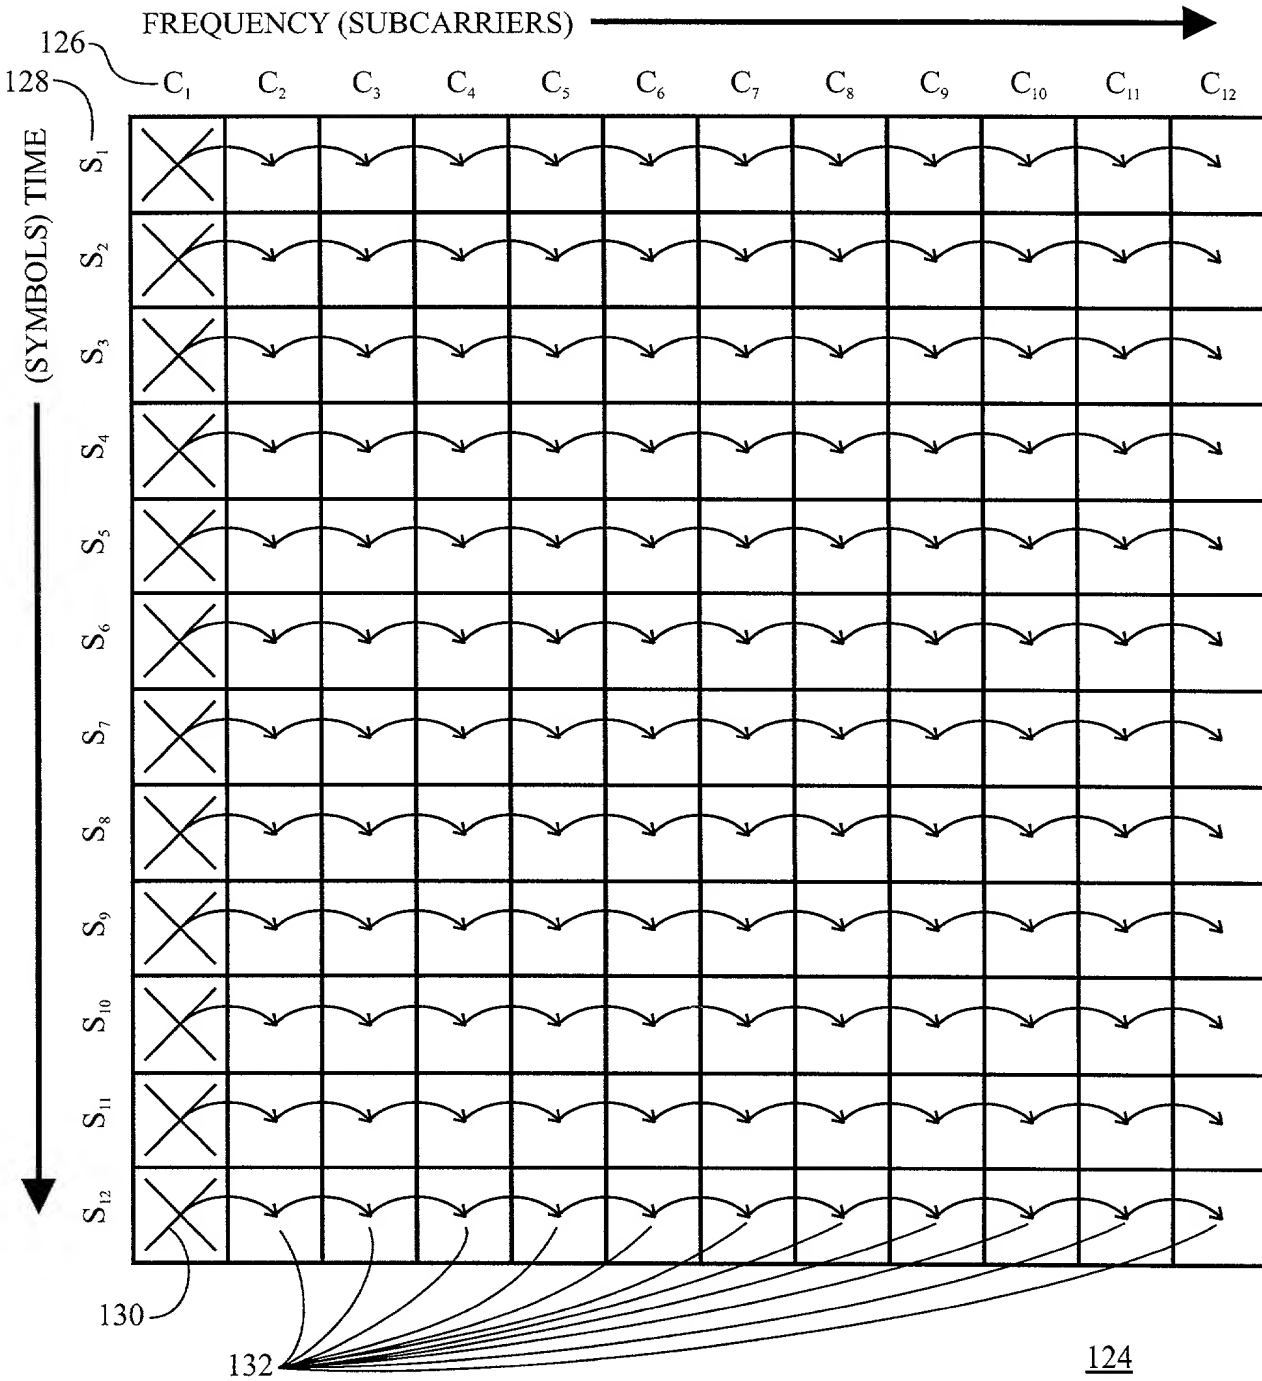 FREQUENCY (SUBCARRIERS)
126
128
C₁ C₂ C₃ C₄ C₅ C₆ C₇ C₈ C₉ C₁₀ C₁₁ C₁₂
(SYMBOLS) TIME
S₁
S₂
S₃
S₄
S₅
S₆
S₇
S₈
S₉
S₁₀
S₁₁
S₁₂
130
132
124